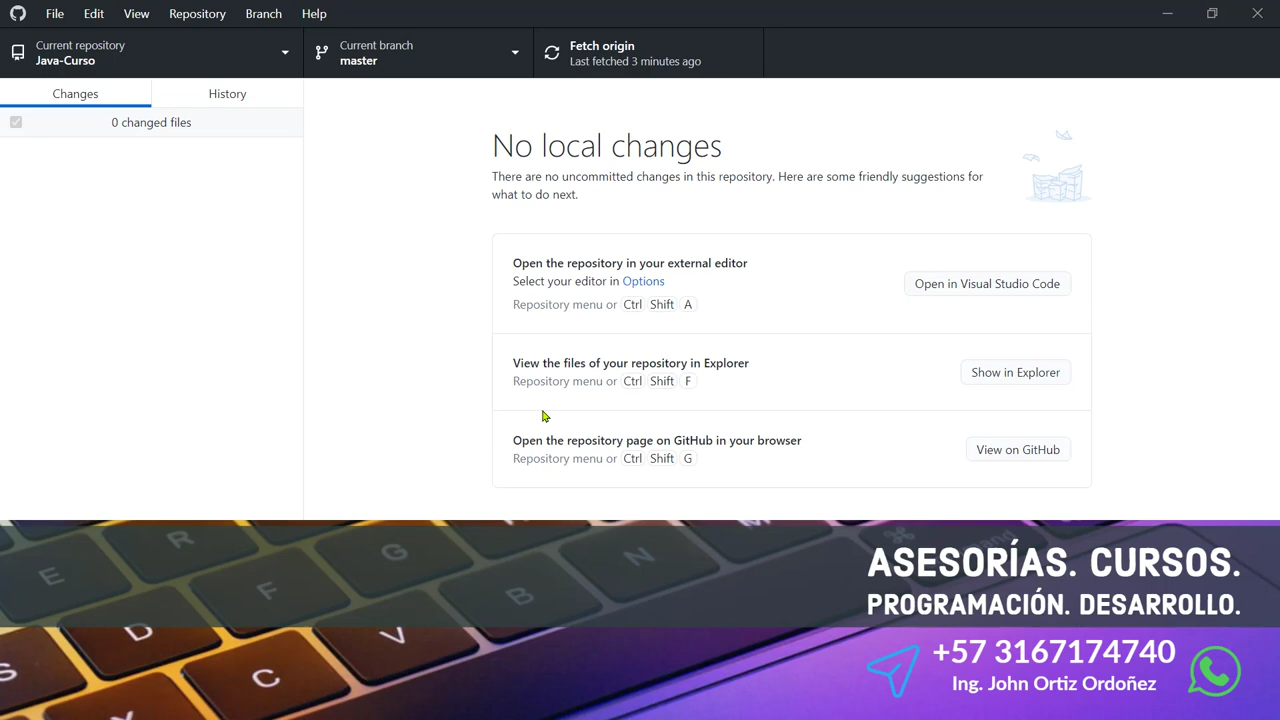 File Edit View Repository Branch Help
Current repository
Java-Curso
Current branch
master
Fetch origin
Last fetched 3 minutes ago
Changes
History
0 changed files
No local changes
There are no uncommitted changes in this repository. Here are some friendly suggestions for
what to do next.
Open the repository in your external editor
Select your editor in Options
Repository menu or Ctrl Shift A
Open in Visual Studio Code
View the files of your repository in Explorer
Repository menu or Ctrl Shift F
Show in Explorer
Open the repository page on GitHub in your browser
Repository menu or Ctrl Shift G
View on GitHub
E R F G D C V B N
ASESORÍAS. CURSOS.
PROGRAMACIÓN. DESARROLLO.
+57 3167174740
Ing. John Ortiz Ordoñez